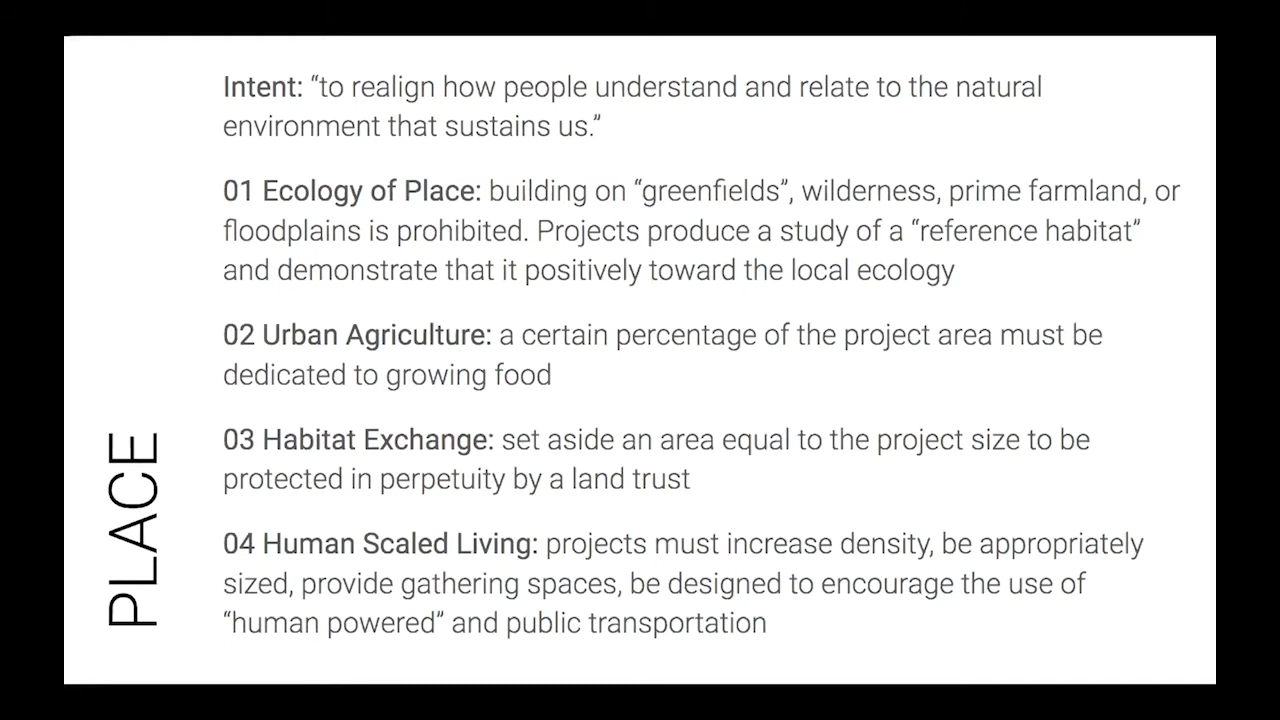 Intent: “to realign how people understand and relate to the natural
environment that sustains us.”
01 Ecology of Place: building on “greenfields”, wilderness, prime farmland, or
floodplains is prohibited. Projects produce a study of a “reference habitat”
and demonstrate that it positively toward the local ecology
02 Urban Agriculture: a certain percentage of the project area must be
dedicated to growing food
03 Habitat Exchange: set aside an area equal to the project size to be
protected in perpetuity by a land trust
04 Human Scaled Living: projects must increase density, be appropriately
sized, provide gathering spaces, be designed to encourage the use of
“human powered” and public transportation
PLACE